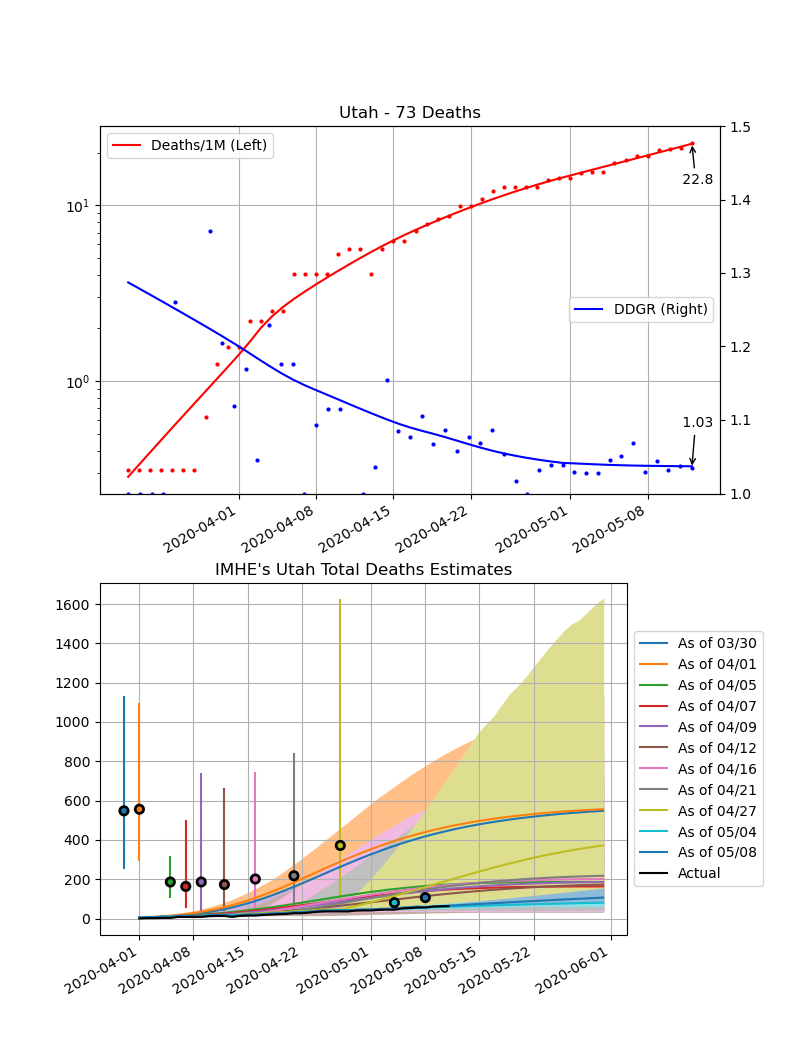 Utah - 73 Deaths
Deaths/1M (Left)
DDGR (Right)
10¹
10⁰
1.5
1.4
1.3
1.2
1.1
1.0
22.8
1.03
2020-04-01
2020-04-08
2020-04-15
2020-04-22
2020-05-01
2020-05-08
IMHE's Utah Total Deaths Estimates
1600
1400
1200
1000
800
600
400
200
0
2020-04-01
2020-04-08
2020-04-15
2020-04-22
2020-05-01
2020-05-08
2020-05-15
2020-05-22
2020-06-01
As of 03/30
As of 04/01
As of 04/05
As of 04/07
As of 04/09
As of 04/12
As of 04/16
As of 04/21
As of 04/27
As of 05/04
As of 05/08
Actual